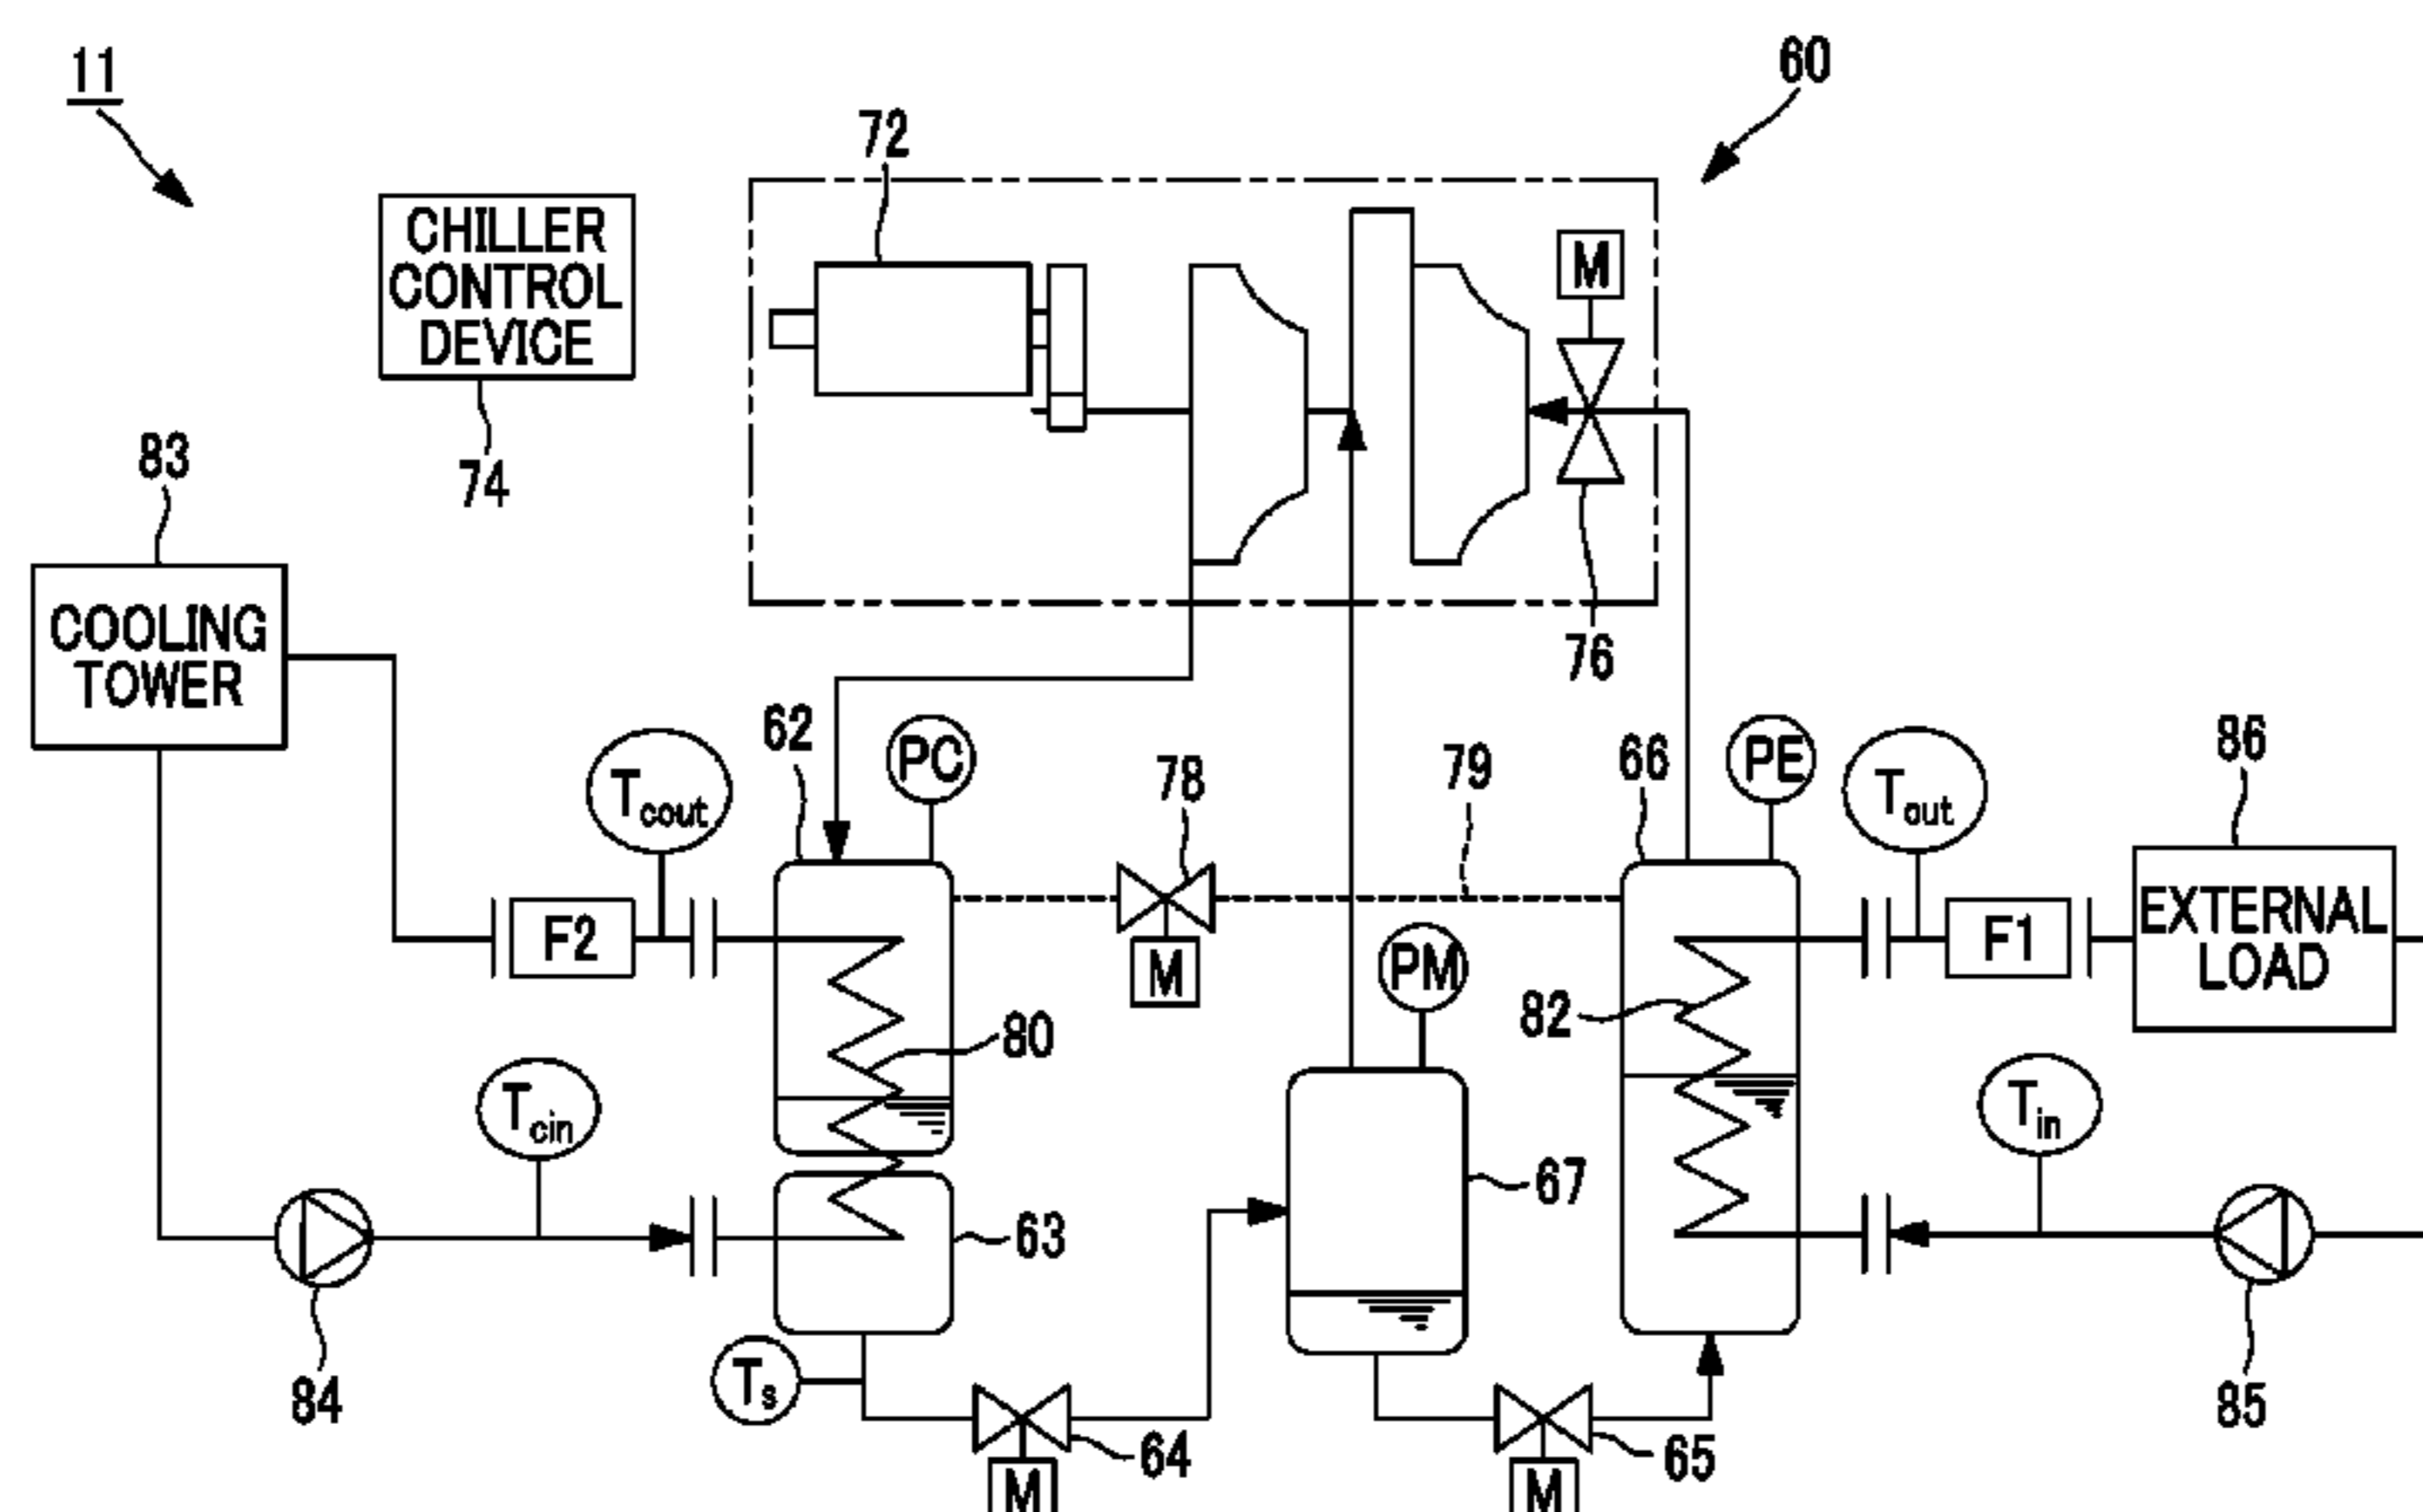 11
60
72
CHILLER
CONTROL
DEVICE
M
74
83
COOLING
TOWER
76
62
PC
78
79
66
PE
86
Tcout
Tout
F2
M
PM
F1
EXTERNAL
LOAD
82
80
Tcin
Tin
67
63
84
Ts
64
65
85
M
M